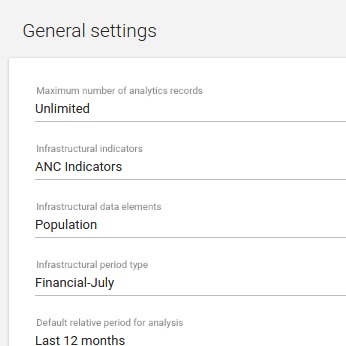 General settings
Maximum number of analytics records
Unlimited
Infrastructural indicators
ANC Indicators
Infrastructural data elements
Population
Infrastructural period type
Financial-July
Default relative period for analysis
Last 12 months